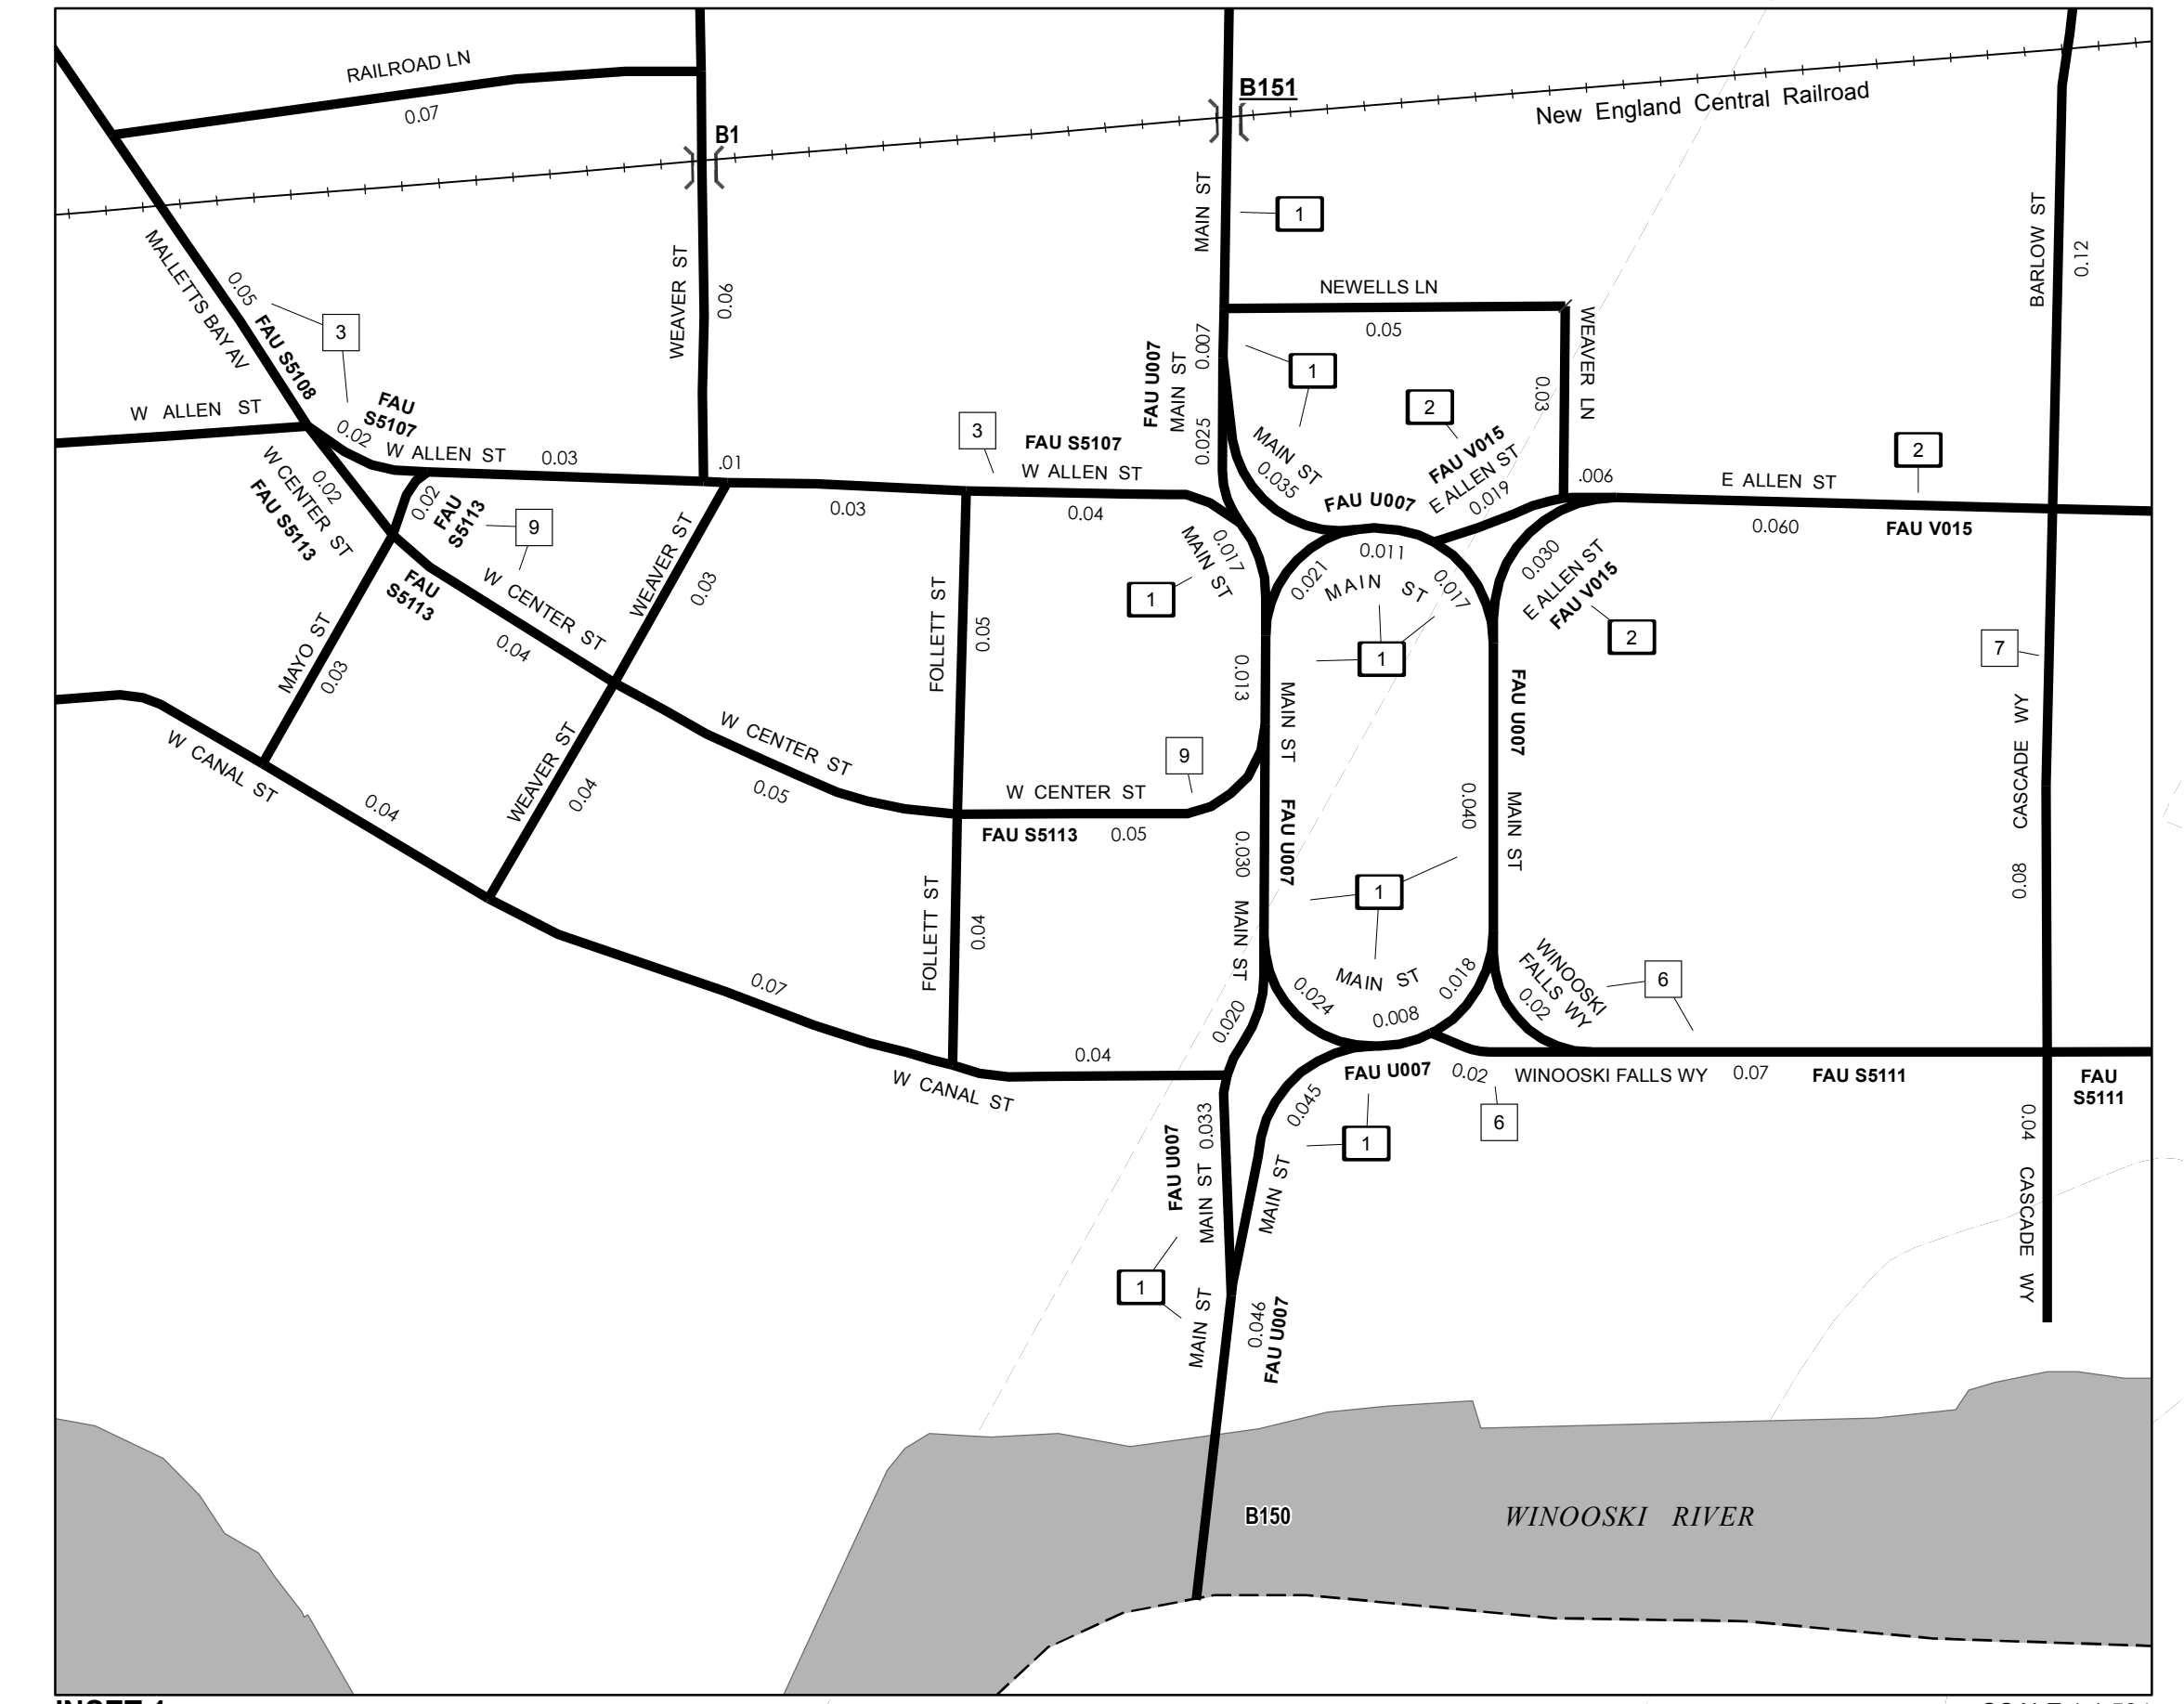 RAILROAD LN
0.07
B1
B151
New England Central Railroad
MAIN ST
1
WEAVER ST
0.06
BARLOW ST
0.12
MALLETTS BAY AV
0.05
FAU S5108
3
NEWELLS LN
0.05
WEAVER LN
0.03
FAU U007
MAIN ST
0.007
0.025
1
2
W ALLEN ST
0.02
FAU
S5107
W ALLEN ST
0.03
.01
3
FAU S5107
W ALLEN ST
0.03
0.04
MAIN ST
0.035
FAU U007
FAU V015
E ALLEN ST
0.019
.006
E ALLEN ST
2
0.060
FAU V015
W CENTER ST
0.02
FAU S5113
0.02
FAU
S5113
9
FAU
S5113
W CENTER ST
0.04
WEAVER ST
0.03
MAIN ST
0.017
1
0.021
0.011
MAIN ST
0.017
0.030
E ALLEN ST
FAU V015
2
1
MAYO ST
0.03
FOLLETT ST
0.05
0.013
MAIN ST
FAU U007
FAU U007
MAIN ST
0.040
7
CASCADE WY
0.08
W CANAL ST
0.04
WEAVER ST
0.04
W CENTER ST
0.05
9
W CENTER ST
FAU S5113
0.05
0.030
MAIN ST
1
FOLLETT ST
0.04
0.07
0.020
0.024
MAIN ST
0.008
0.018
WINOOSKI
FALLS WY
0.02
6
W CANAL ST
0.04
FAU U007
0.02
WINOOSKI FALLS WY
0.07
FAU S5111
FAU
S5111
6
0.045
1
MAIN ST
FAU U007
MAIN ST
0.033
0.04
CASCADE WY
1
MAIN ST
0.046
FAU U007
B150
WINOOSKI RIVER